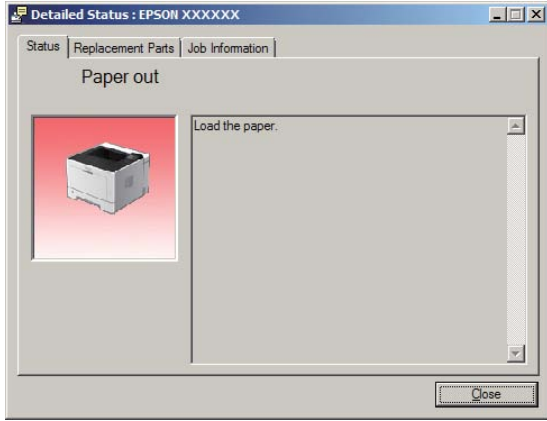 Detailed Status : EPSON XXXXXX
Status Replacement Parts Job Information
Paper out
Load the paper.
Close